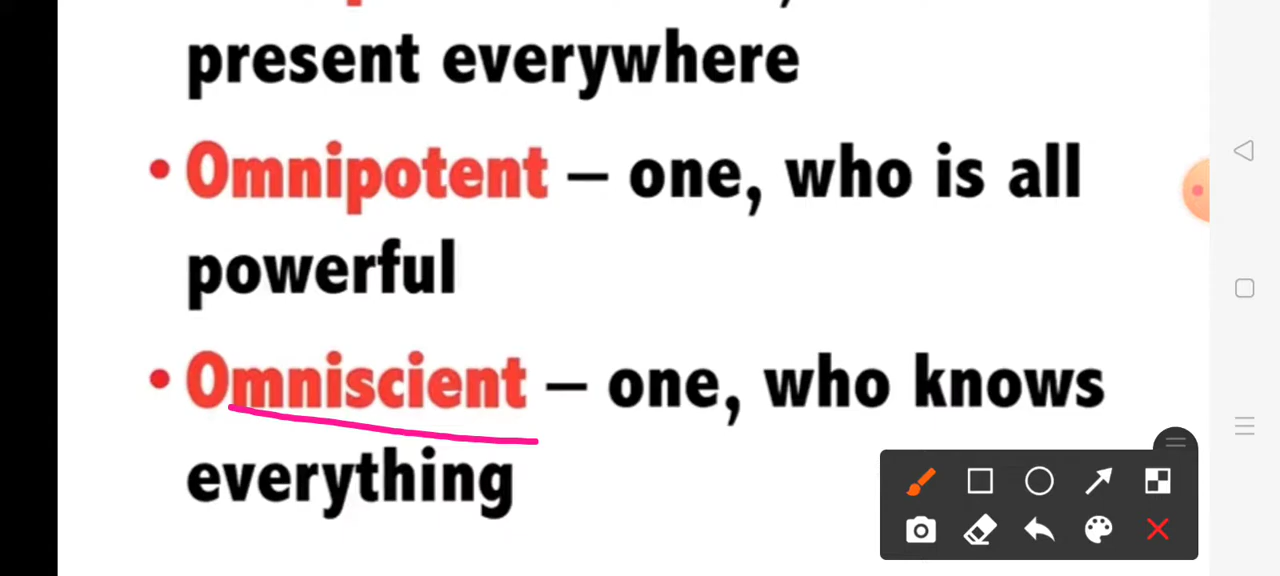 present everywhere
• Omnipotent – one, who is all
powerful
• Omniscient – one, who knows
everything